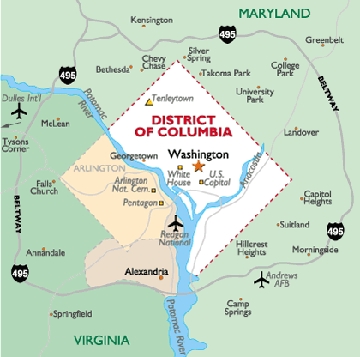 MARYLAND
Kensington
495
Greenbelt
Silver
Spring
Chevy
Chase
Bethesda
College
Park
495
Takoma Park
BELTWAY
Dulles Int'l
Potomac
River
Tenleytown
University
Park
DISTRICT
OF COLUMBIA
McLean
Landover
Tysons
Corner
Georgetown
Washington
Anacostia
ARLINGTON
White
House
U.S.
Capitol
Falls
Church
Arlington
Nat. Cem.
Pentagon
Capitol
Heights
BELTWAY
Reagan
National
Suitland
Annandale
Hillcrest
Heights
Morningside
495
Alexandria
Andrews
AFB
495
Camp
Springs
Springfield
Potomac River
VIRGINIA